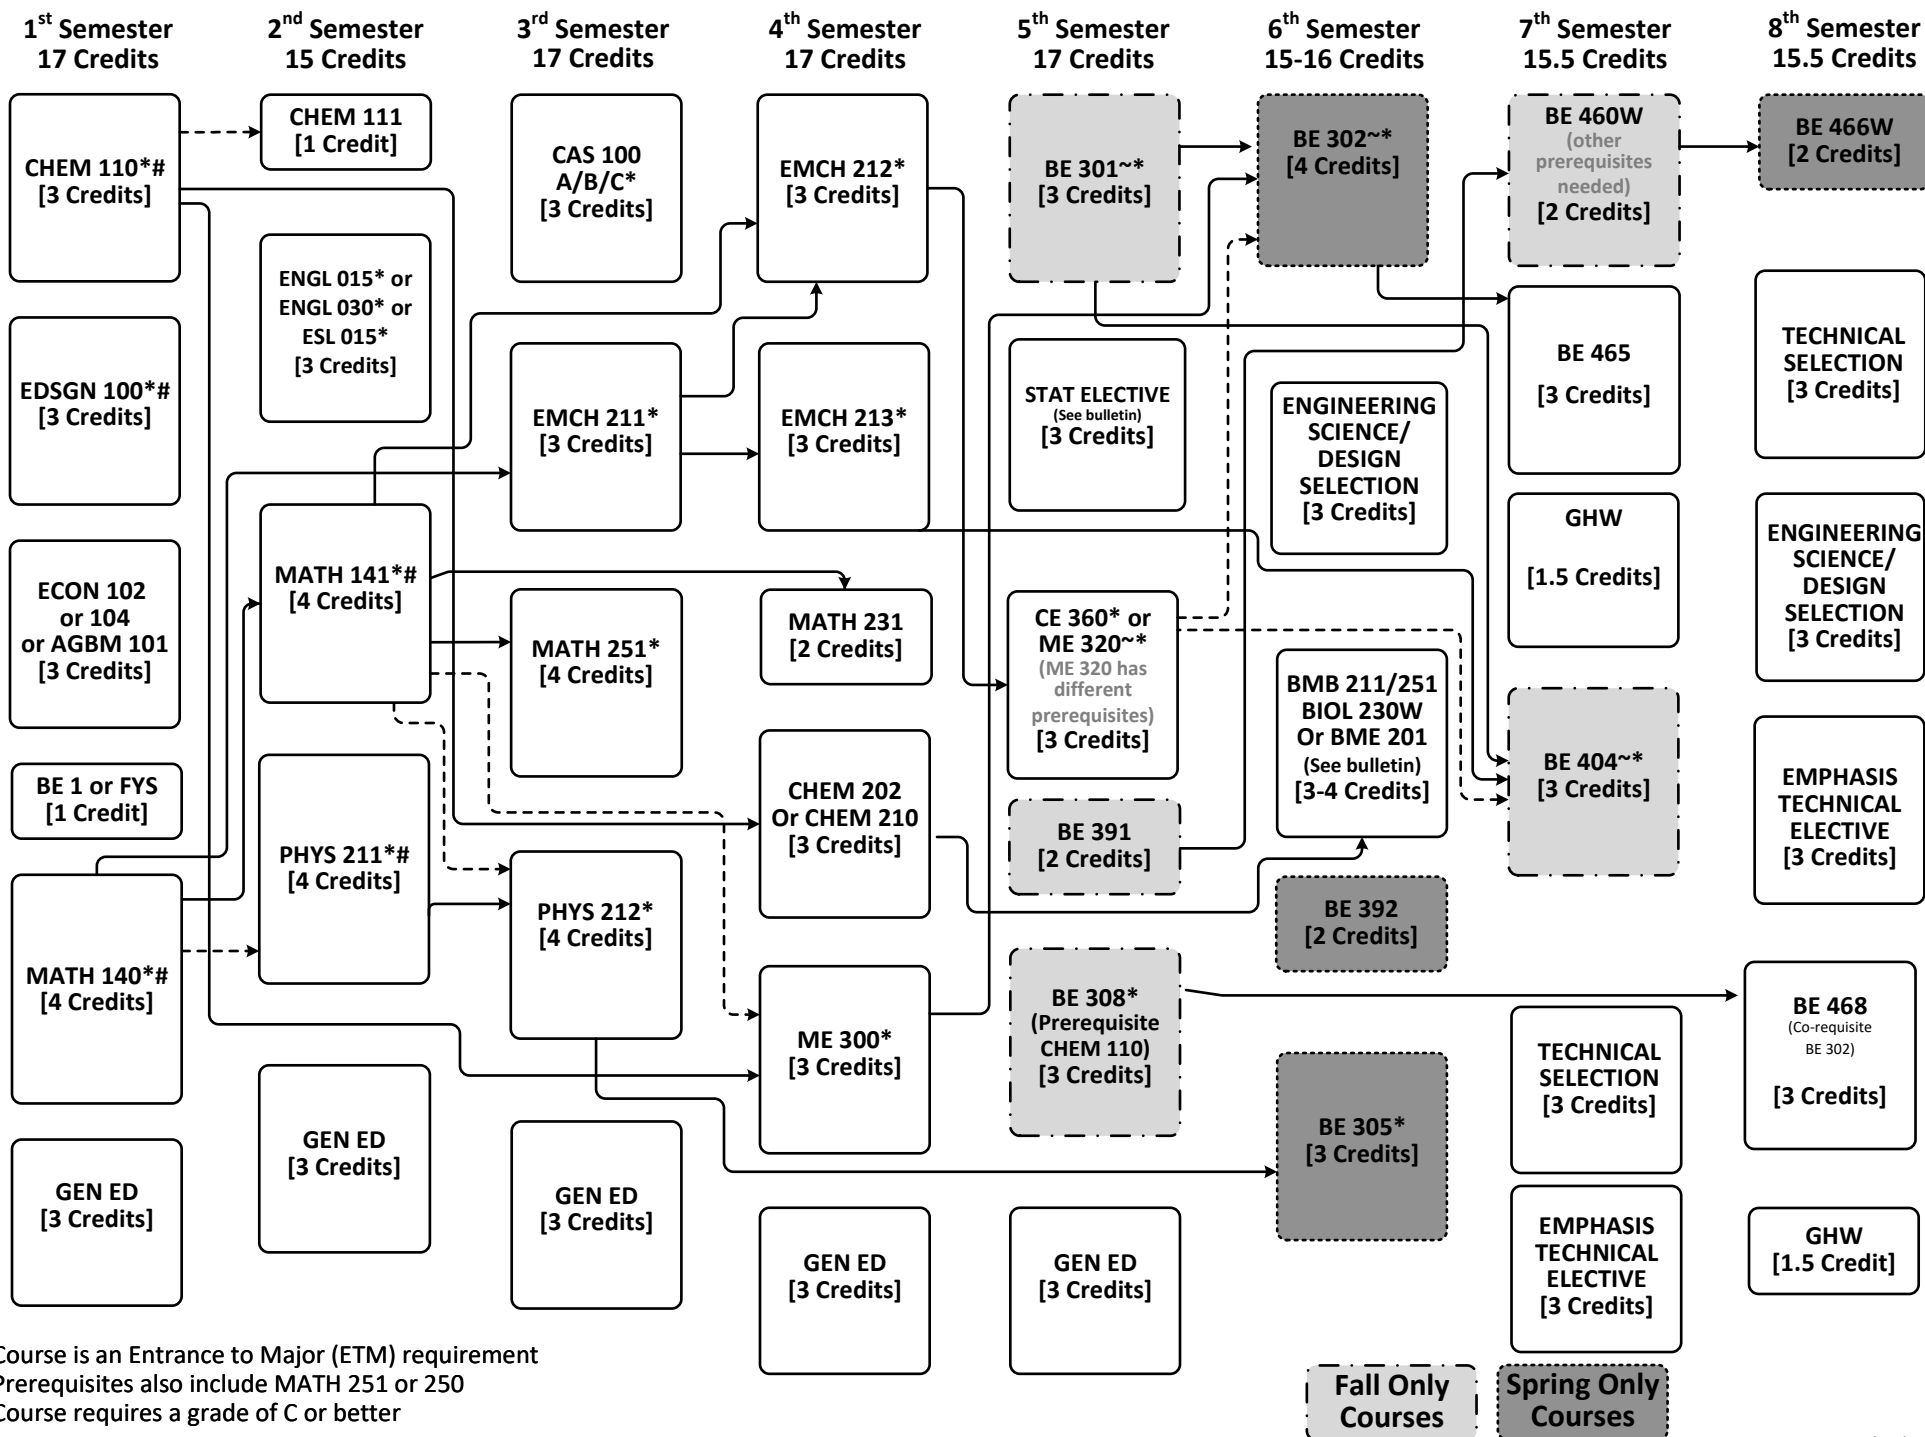 1st Semester
17 Credits
2nd Semester
15 Credits
3rd Semester
17 Credits
4th Semester
17 Credits
5th Semester
17 Credits
6th Semester
15-16 Credits
7th Semester
15.5 Credits
8th Semester
15.5 Credits
CHEM 110*#
[3 Credits]
EDSGN 100*#
[3 Credits]
ECON 102
or 104
or AGBM 101
[3 Credits]
BE 1 or FYS
[1 Credit]
MATH 140*#
[4 Credits]
GEN ED
[3 Credits]
CHEM 111
[1 Credit]
ENGL 015* or
ENGL 030* or
ESL 015*
[3 Credits]
MATH 141*#
[4 Credits]
PHYS 211*#
[4 Credits]
GEN ED
[3 Credits]
CAS 100
A/B/C*
[3 Credits]
EMCH 211*
[3 Credits]
MATH 251*
[4 Credits]
PHYS 212*
[4 Credits]
GEN ED
[3 Credits]
EMCH 212*
[3 Credits]
EMCH 213*
[3 Credits]
MATH 231
[2 Credits]
CHEM 202
Or CHEM 210
[3 Credits]
ME 300*
[3 Credits]
GEN ED
[3 Credits]
BE 301~*
[3 Credits]
STAT ELECTIVE
(See bulletin)
[3 Credits]
CE 360* or
ME 320~*
(ME 320 has
different
prerequisites)
[3 Credits]
BE 391
[2 Credits]
BE 308*
(Prerequisite
CHEM 110)
[3 Credits]
GEN ED
[3 Credits]
BE 302~*
[4 Credits]
ENGINEERING
SCIENCE/
DESIGN
SELECTION
[3 Credits]
BMB 211/251
BIOL 230W
Or BME 201
(See bulletin)
[3-4 Credits]
BE 392
[2 Credits]
BE 305*
[3 Credits]
BE 460W
(other
prerequisites
needed)
[2 Credits]
BE 465
[3 Credits]
GHW
[1.5 Credits]
BE 404~*
[3 Credits]
TECHNICAL
SELECTION
[3 Credits]
EMPHASIS
TECHNICAL
ELECTIVE
[3 Credits]
BE 466W
[2 Credits]
TECHNICAL
SELECTION
[3 Credits]
ENGINEERING
SCIENCE/
DESIGN
SELECTION
[3 Credits]
EMPHASIS
TECHNICAL
ELECTIVE
[3 Credits]
BE 468
(Co-requisite
BE 302)
[3 Credits]
GHW
[1.5 Credit]
Course is an Entrance to Major (ETM) requirement
Prerequisites also include MATH 251 or 250
Course requires a grade of C or better
Fall Only
Courses
Spring Only
Courses